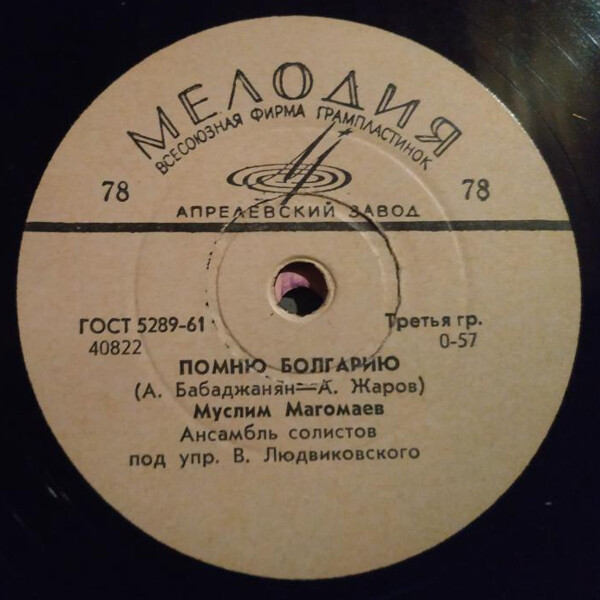 МЕЛОДИЯ
ВСЕСОЮЗНАЯ ФИРМА ГРАМПЛАСТИНОК
78 78
АПРЕЛЕВСКИЙ ЗАВОД
ГОСТ 5289-61 Третья гр.
40822 0-57
ПОМНЮ БОЛГАРИЮ
(А. Бабаджанян—А. Жаров)
Муслим Магомаев
Ансамбль солистов
под упр. В. Людвиковского